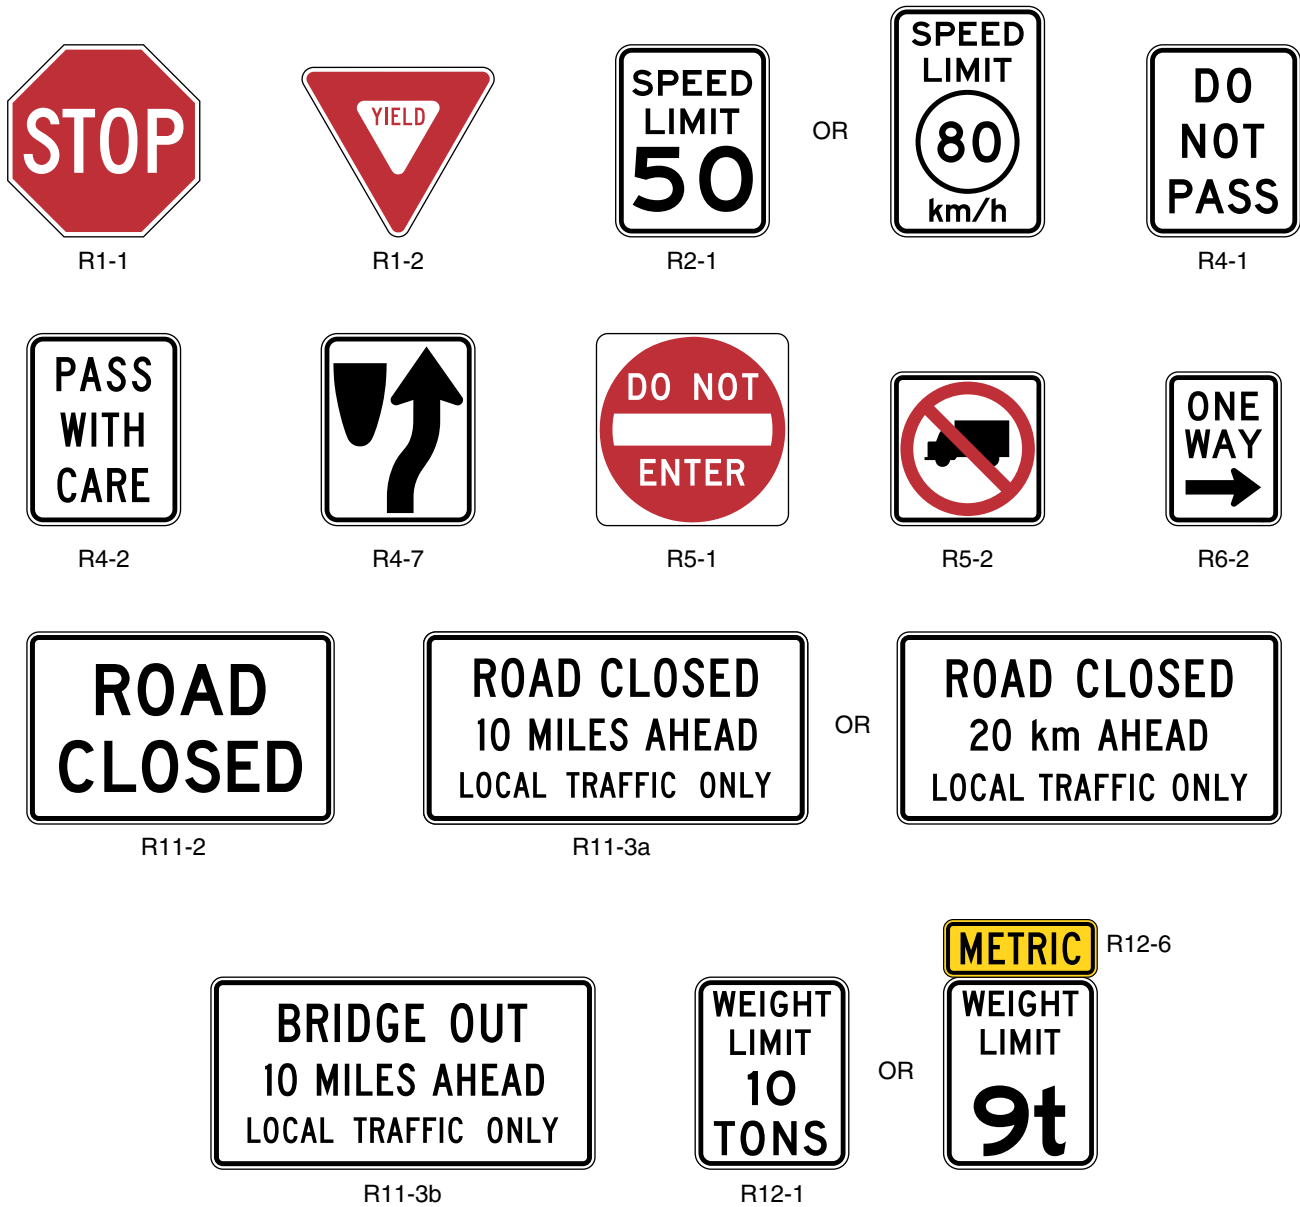 STOP
R1-1
YIELD
R1-2
SPEED
LIMIT
50
R2-1
OR
SPEED
LIMIT
80
km/h
DO
NOT
PASS
R4-1
PASS
WITH
CARE
R4-2
R4-7
DO NOT
ENTER
R5-1
R5-2
ONE
WAY
R6-2
ROAD
CLOSED
R11-2
ROAD CLOSED
10 MILES AHEAD
LOCAL TRAFFIC ONLY
R11-3a
OR
ROAD CLOSED
20 km AHEAD
LOCAL TRAFFIC ONLY
BRIDGE OUT
10 MILES AHEAD
LOCAL TRAFFIC ONLY
R11-3b
WEIGHT
LIMIT
10
TONS
R12-1
OR
METRIC
R12-6
WEIGHT
LIMIT
9t